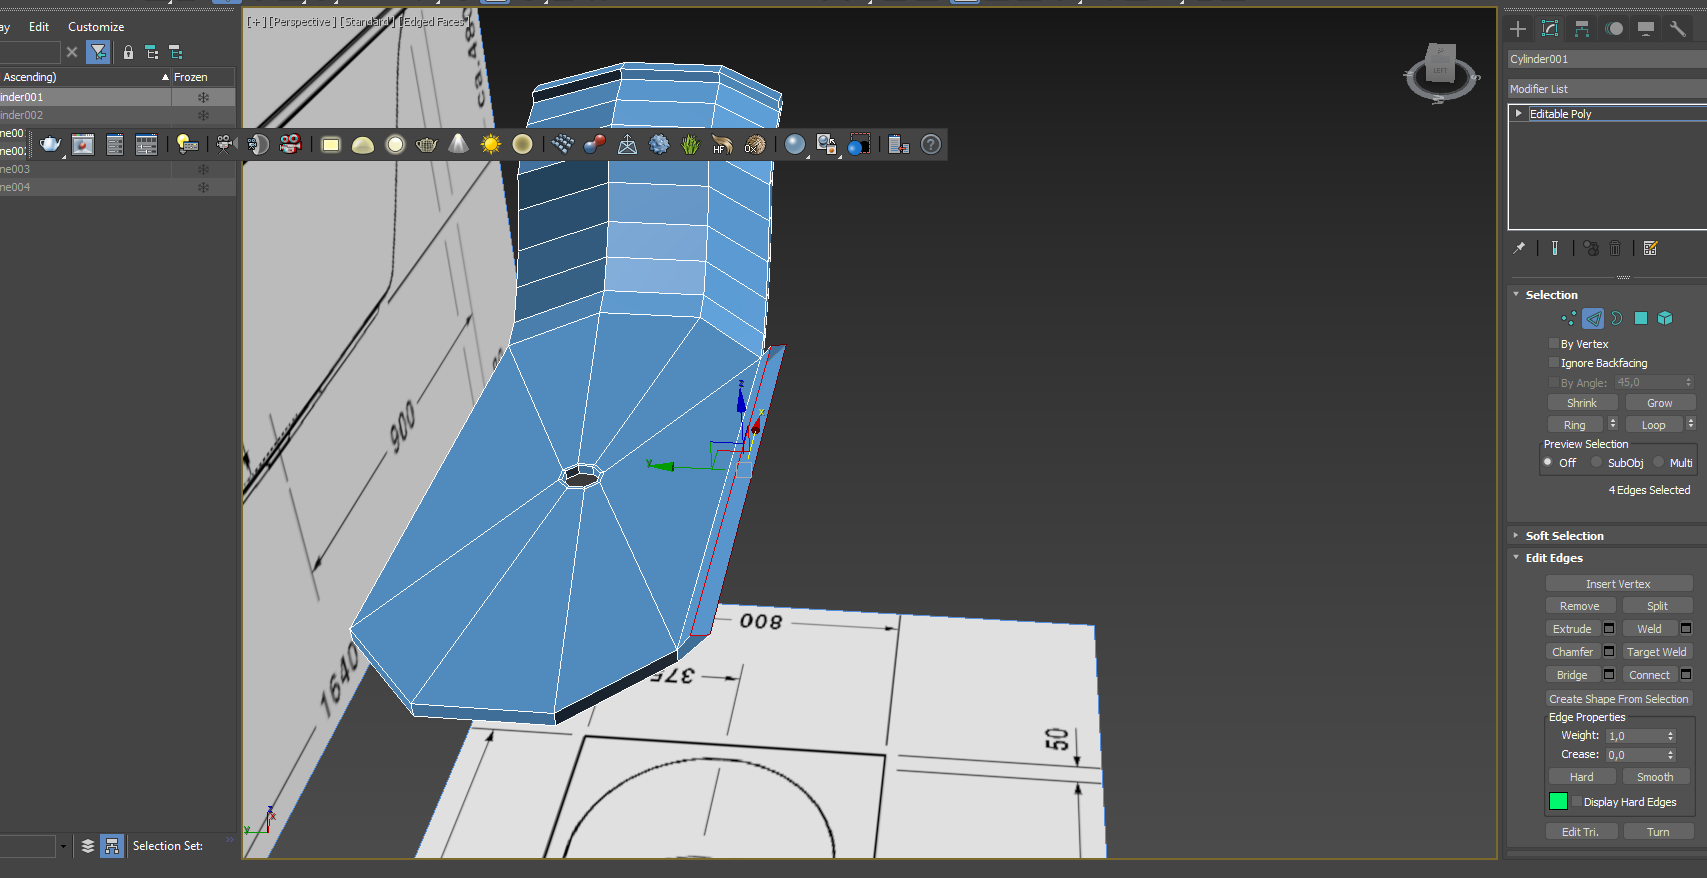 ay Edit Customize
[+] [Perspective] [Standard] [Edged Faces]
Ascending) ▲ Frozen
inder001
inder002
ne00
ne002
ne003
ne004
HF
900
1640
800
375
50
z
x
y
z
x
y
LEFT
Selection Set:
Cylinder001
Modifier List
Editable Poly
Selection
By Vertex
Ignore Backfacing
By Angle: 45,0
Shrink Grow
Ring Loop
Preview Selection
Off SubObj Multi
4 Edges Selected
Soft Selection
Edit Edges
Insert Vertex
Remove Split
Extrude Weld
Chamfer Target Weld
Bridge Connect
Create Shape From Selection
Edge Properties
Weight: 1,0
Crease: 0,0
Hard Smooth
Display Hard Edges
Edit Tri. Turn